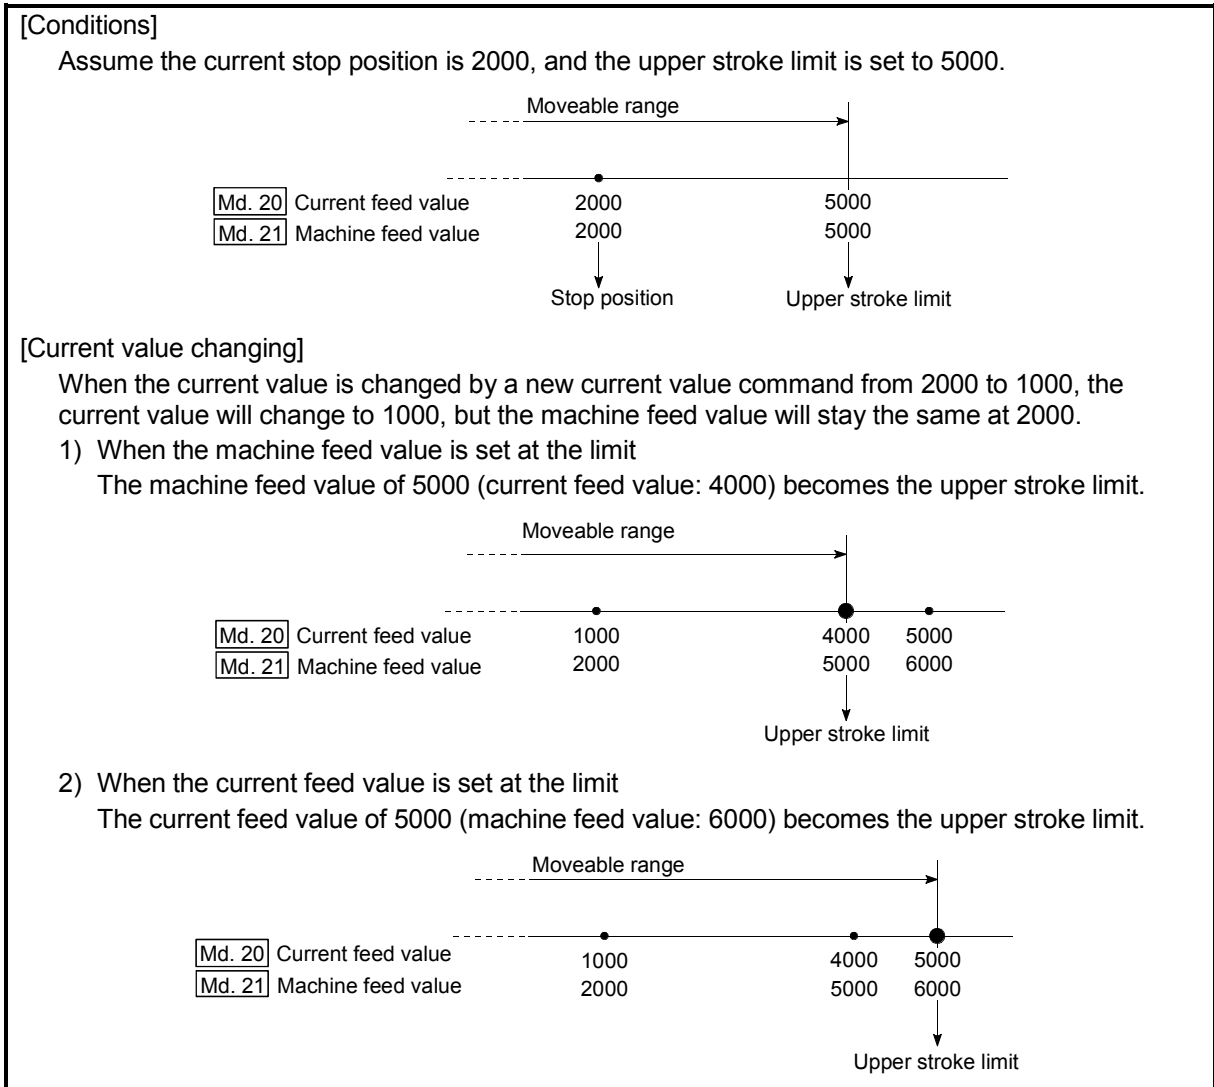 [Conditions]
Assume the current stop position is 2000, and the upper stroke limit is set to 5000.
Moveable range
Md. 20 Current feed value 2000 5000
Md. 21 Machine feed value 2000 5000
Stop position Upper stroke limit
[Current value changing]
When the current value is changed by a new current value command from 2000 to 1000, the
current value will change to 1000, but the machine feed value will stay the same at 2000.
1) When the machine feed value is set at the limit
The machine feed value of 5000 (current feed value: 4000) becomes the upper stroke limit.
Moveable range
Md. 20 Current feed value 1000 4000 5000
Md. 21 Machine feed value 2000 5000 6000
Upper stroke limit
2) When the current feed value is set at the limit
The current feed value of 5000 (machine feed value: 6000) becomes the upper stroke limit.
Moveable range
Md. 20 Current feed value 1000 4000 5000
Md. 21 Machine feed value 2000 5000 6000
Upper stroke limit